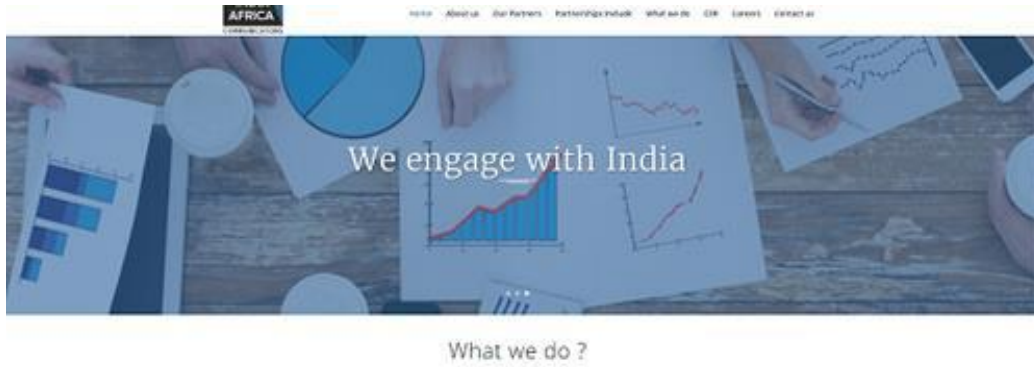 AFRICA
COMMUNICATIONS
Home About us Our Partners Partnerships Include What we do CSR Careers Contact us
We engage with India
What we do ?